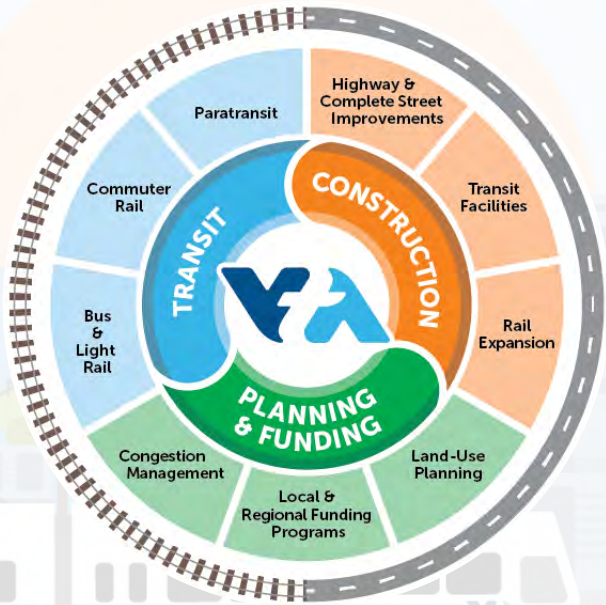 Highway &
Complete Street
Improvements
Transit
Facilities
Rail
Expansion
Land-Use
Planning
Local &
Regional Funding
Programs
Congestion
Management
Bus
&
Light
Rail
Commuter
Rail
Paratransit
CONSTRUCTION
PLANNING
& FUNDING
TRANSIT
VTA